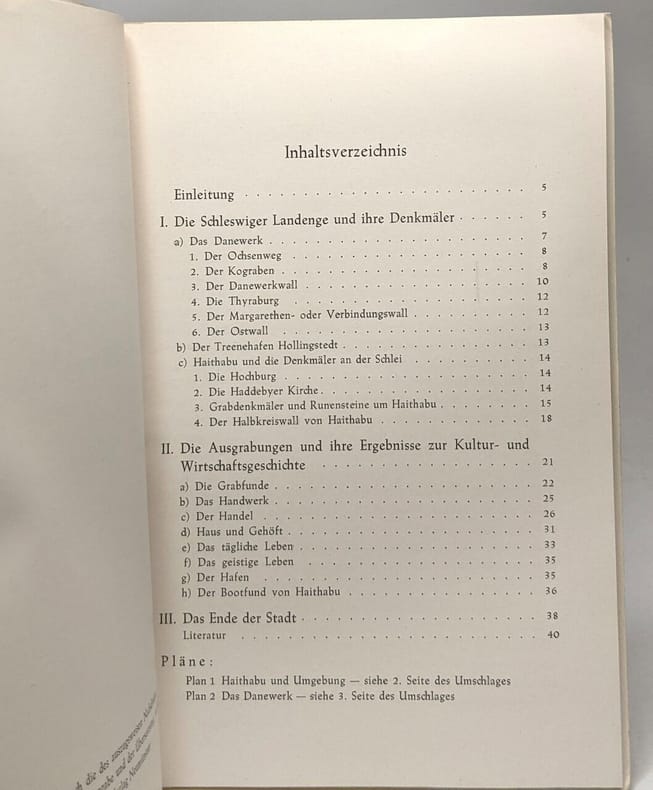 Inhaltsverzeichnis
Einleitung . . . . . . . . . . . . . . . . . . . . 5
I. Die Schleswiger Landenge und ihre Denkmäler . . . . . . 5
a) Das Danewerk . . . . . . . . . . . . . . . . . . 7
1. Der Ochsenweg . . . . . . . . . . . . . . . . . 8
2. Der Kograben . . . . . . . . . . . . . . . . . 8
3. Der Danewerkwall . . . . . . . . . . . . . . . . 10
4. Die Thyraburg . . . . . . . . . . . . . . . . . 12
5. Der Margarethen- oder Verbindungswall . . . . . . . . 12
6. Der Ostwall . . . . . . . . . . . . . . . . . . 13
b) Der Treenehafen Hollingstedt . . . . . . . . . . . . . 13
c) Haithabu und die Denkmäler an der Schlei . . . . . . . . 14
1. Die Hochburg . . . . . . . . . . . . . . . . . 14
2. Die Haddebyer Kirche . . . . . . . . . . . . . . . 14
3. Grabdenkmäler und Runensteine um Haithabu . . . . . . . 15
4. Der Halbkreiswall von Haithabu . . . . . . . . . . . 18
II. Die Ausgrabungen und ihre Ergebnisse zur Kultur- und
Wirtschaftsgeschichte . . . . . . . . . . . . . . . 21
a) Die Grabfunde . . . . . . . . . . . . . . . . . . 22
b) Das Handwerk . . . . . . . . . . . . . . . . . . 25
c) Der Handel . . . . . . . . . . . . . . . . . . . 26
d) Haus und Gehöft . . . . . . . . . . . . . . . . . 31
e) Das tägliche Leben . . . . . . . . . . . . . . . . 33
f) Das geistige Leben . . . . . . . . . . . . . . . . 35
g) Der Hafen . . . . . . . . . . . . . . . . . . . 35
h) Der Bootfund von Haithabu . . . . . . . . . . . . . 36
III. Das Ende der Stadt . . . . . . . . . . . . . . . . 38
Literatur . . . . . . . . . . . . . . . . . . . . 40
Pläne:
Plan 1 Haithabu und Umgebung — siehe 2. Seite des Umschlages
Plan 2 Das Danewerk — siehe 3. Seite des Umschlages
die des auszugsweisen
und der